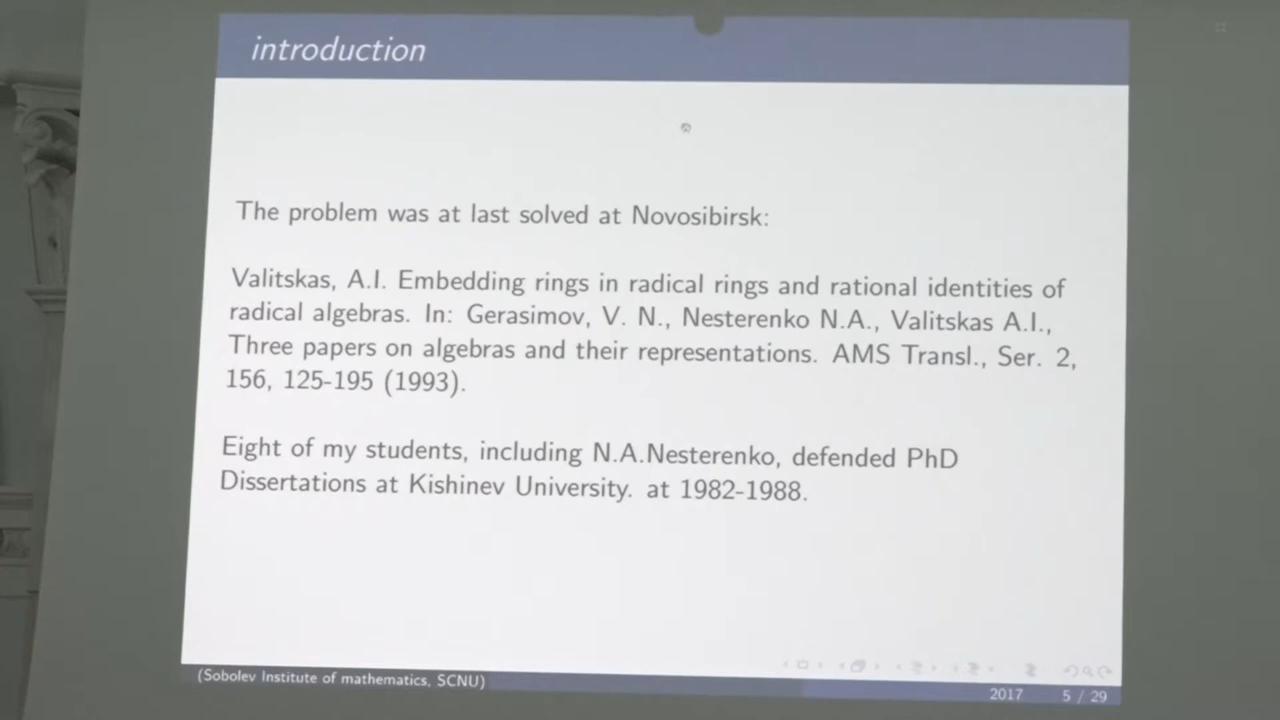 introduction
The problem was at last solved at Novosibirsk:
Valitskas, A.I. Embedding rings in radical rings and rational identities of
radical algebras. In: Gerasimov, V. N., Nesterenko N.A., Valitskas A.I.,
Three papers on algebras and their representations. AMS Transl., Ser. 2,
156, 125-195 (1993).
Eight of my students, including N.A.Nesterenko, defended PhD
Dissertations at Kishinev University. at 1982-1988.
(Sobolev Institute of mathematics, SCNU)
2017 5 / 29